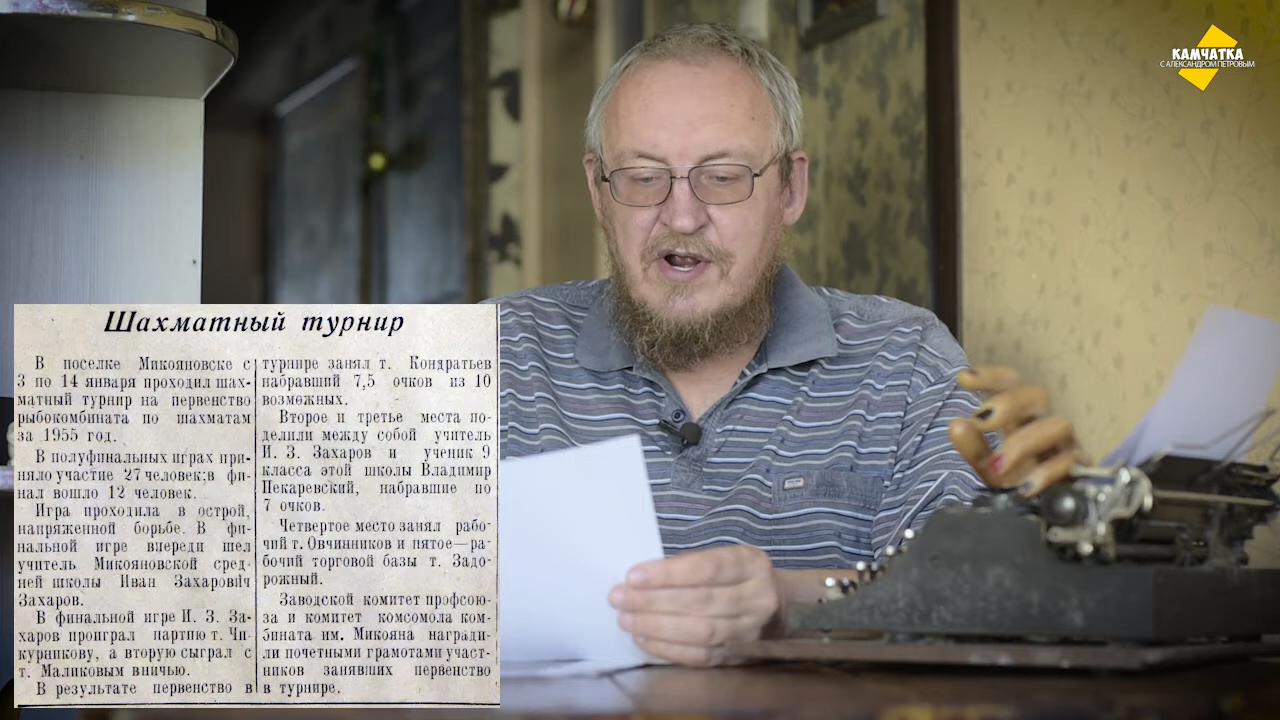 КАМЧАТКА
С АЛЕКСАНДРОМ ПЕТРОВЫМ
Шахматный турнир
В поселке Микояновске с
3 по 14 января проходил шах-
матный турнир на первенство
рыбокомбината по шахматам
за 1955 год.
В полуфинальных играх при-
няло участие 27 человек;в фи-
нал вошло 12 человек.
Игра проходила в острой,
напряженной борьбе. В фи-
нальной игре впереди шел
учитель Микояновской сред-
ней школы Иван Захарович
Захаров.
В финальной игре И. З. За-
харов проиграл партию т. Чи-
курникову, а вторую сыграл с
т. Маликовым вничью.
В результате первенство в
турнире занял т. Кондратьев
набравший 7,5 очков из 10
возможных.
Второе и третье места по-
делили между собой учитель
И. З. Захаров и ученик 9
класса этой школы Владимир
Пекаревский, набравшие по
7 очков.
Четвертое место занял рабо-
чий т. Овчинников и пятое—ра-
бочий торговой базы т. Задо-
рожный.
Заводской комитет профсою-
за и комитет комсомола ком-
бината им. Микояна награди-
ли почетными грамотами участ-
ников занявших первенство
в турнире.